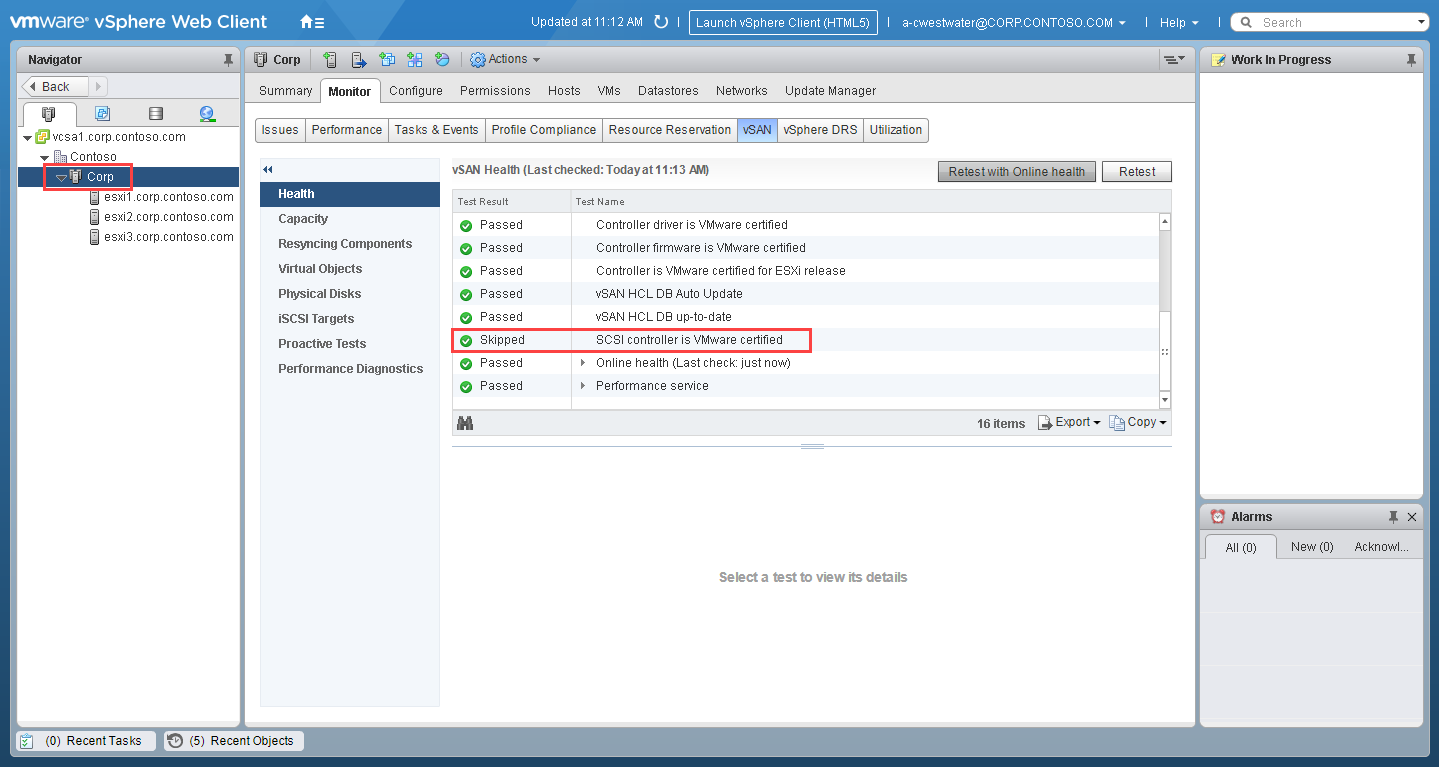 vmware® vSphere Web Client
Updated at 11:12 AM
Launch vSphere Client (HTML5)
a-cwestwater@CORP.CONTOSO.COM
Help
Search
Navigator
Back
vcsa1.corp.contoso.com
Contoso
Corp
esxi1.corp.contoso.com
esxi2.corp.contoso.com
esxi3.corp.contoso.com
Corp
Actions
Summary Monitor Configure Permissions Hosts VMs Datastores Networks Update Manager
Issues Performance Tasks & Events Profile Compliance Resource Reservation vSAN vSphere DRS Utilization
Health
Capacity
Resyncing Components
Virtual Objects
Physical Disks
iSCSI Targets
Proactive Tests
Performance Diagnostics
vSAN Health (Last checked: Today at 11:13 AM)
Retest with Online health
Retest
Test Result Test Name
Passed Controller driver is VMware certified
Passed Controller firmware is VMware certified
Passed Controller is VMware certified for ESXi release
Passed vSAN HCL DB Auto Update
Passed vSAN HCL DB up-to-date
Skipped SCSI controller is VMware certified
Passed Online health (Last check: just now)
Passed Performance service
16 items Export Copy
Select a test to view its details
Work In Progress
Alarms
All (0) New (0) Acknowl...
(0) Recent Tasks
(5) Recent Objects